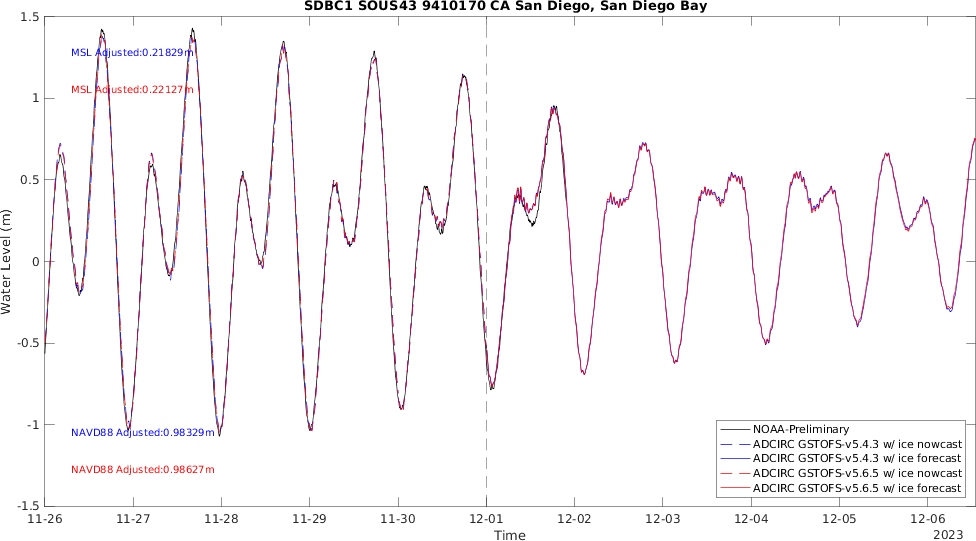 SDBC1 SOUS43 9410170 CA San Diego, San Diego Bay
1.5
MSL Adjusted:0.21829m
MSL Adjusted:0.22127m
1
0.5
0
Water Level (m)
-0.5
-1
NAVD88 Adjusted:0.98329m
NAVD88 Adjusted:0.98627m
-1.5
NOAA-Preliminary
ADCIRC GSTOFS-v5.4.3 w/ ice nowcast
ADCIRC GSTOFS-v5.4.3 w/ ice forecast
ADCIRC GSTOFS-v5.6.5 w/ ice nowcast
ADCIRC GSTOFS-v5.6.5 w/ ice forecast
11-26 11-27 11-28 11-29 11-30 12-01 12-02 12-03 12-04 12-05 12-06
Time
2023